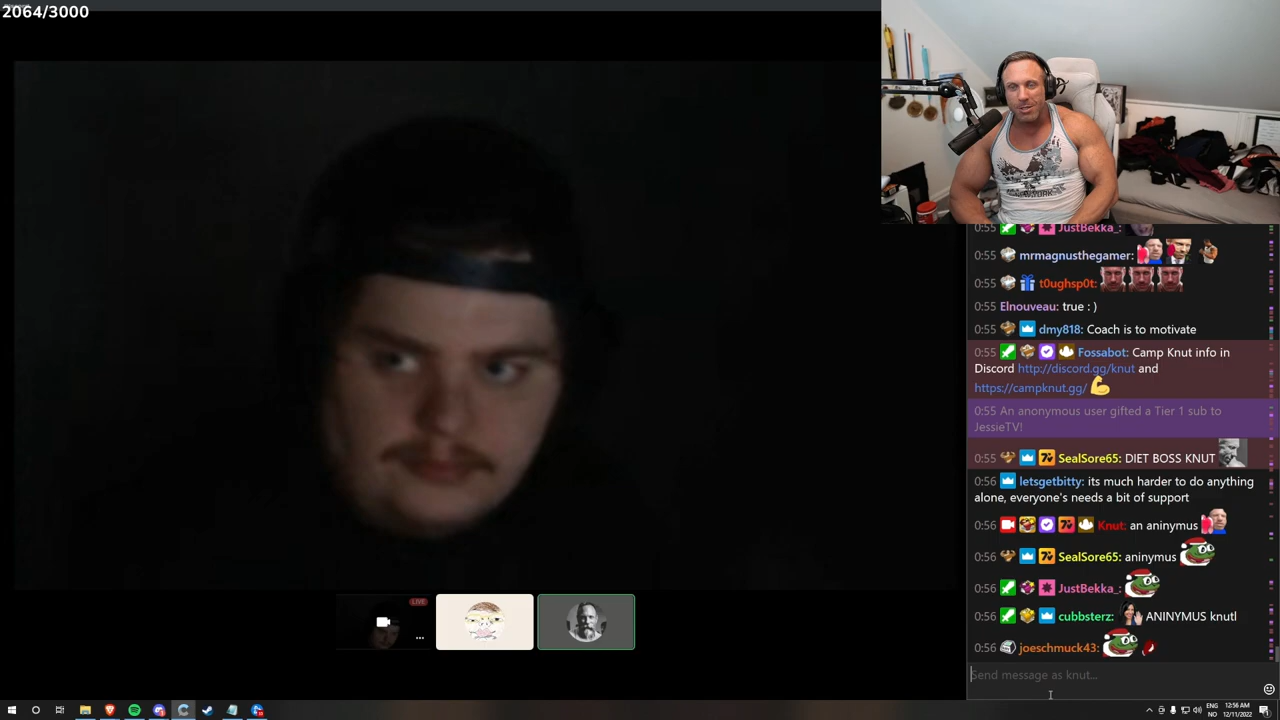 2064/3000
NEW YORK
0:55 JustBekka_:
0:55 mrmagnusthegamer:
0:55 t0ughsp0t:
0:55 Elnouveau: true : )
0:55 dmy818: Coach is to motivate
0:55 Fossabot: Camp Knut info in
Discord http://discord.gg/knut and
https://campknut.gg/
0:55 An anonymous user gifted a Tier 1 sub to
JessieTV!
0:55 SealSore65: DIET BOSS KNUT
0:56 letsgetbitty: its much harder to do anything
alone, everyone's needs a bit of support
0:56 Knut: an aninymus
0:56 SealSore65: aninymus
0:56 JustBekka_:
0:56 cubbsterz: ANINYMUS knutl
0:56 joeschmuck43:
Send message as knut...
LIVE
ENG
NO
12:56 AM
12/11/2022